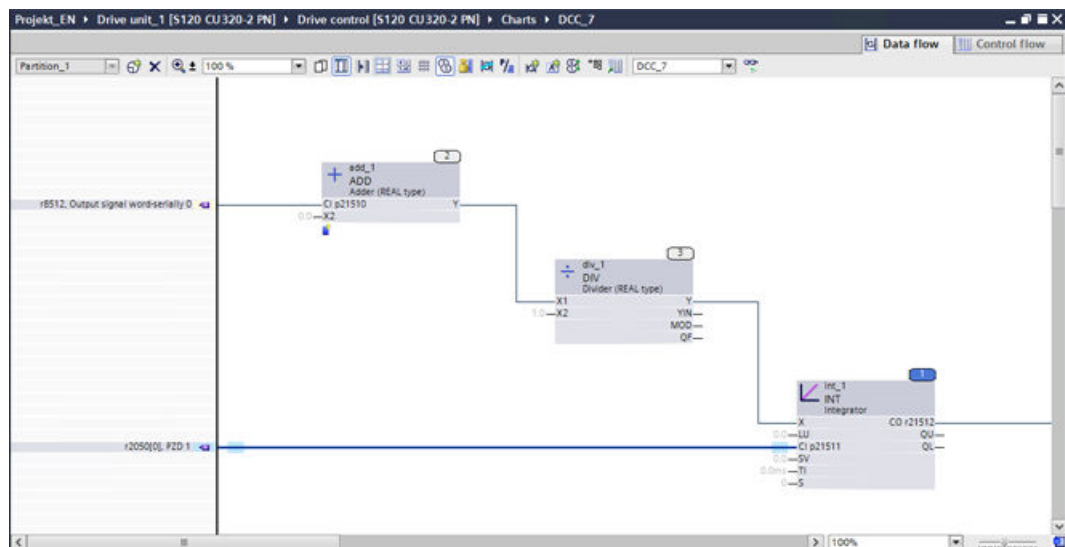 Projekt_EN ▸ Drive unit_1 [S120 CU320-2 PN] ▸ Drive control [S120 CU320-2 PN] ▸ Charts ▸ DCC_7
Data flow Control flow
Partition_1 100 % DCC_7
2
add_1
ADD
Adder (REAL type)
r8512, Output signal word-serially 0 CI p21510 Y
0.0 X2
3
div_1
DIV
Divider (REAL type)
X1 Y
1.0 X2 YIN
MOD
QF
1
int_1
INT
Integrator
X CO r21512
0.0 LU QU
r2050[0], PZD 1 CI p21511 QL
0.0 SV
0.0ms TI
0 S
100%